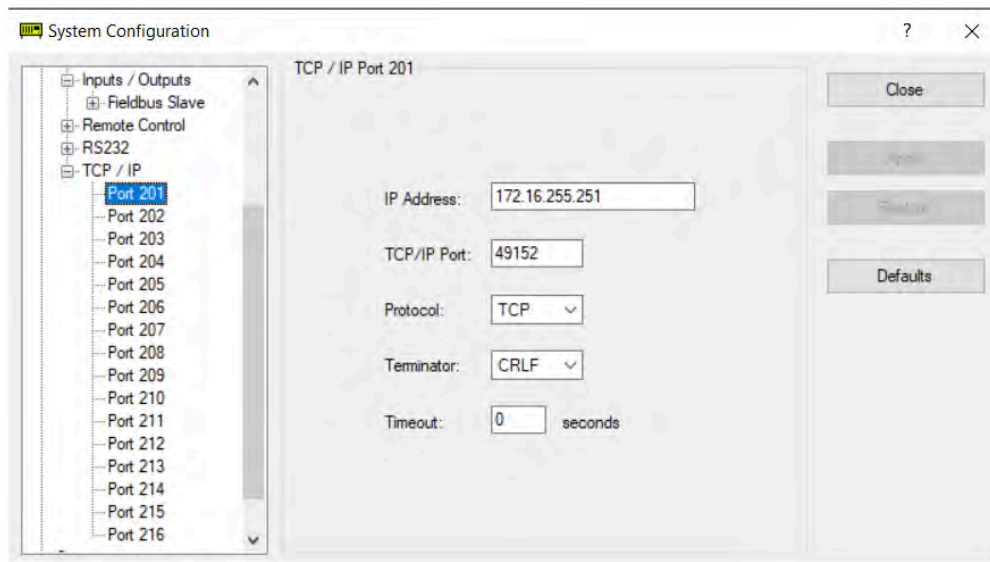 System Configuration
?
Inputs / Outputs
Fieldbus Slave
Remote Control
RS232
TCP / IP
Port 201
Port 202
Port 203
Port 204
Port 205
Port 206
Port 207
Port 208
Port 209
Port 210
Port 211
Port 212
Port 213
Port 214
Port 215
Port 216
TCP / IP Port 201
IP Address: 172.16.255.251
TCP/IP Port: 49152
Protocol: TCP
Terminator: CRLF
Timeout: 0 seconds
Close
Defaults